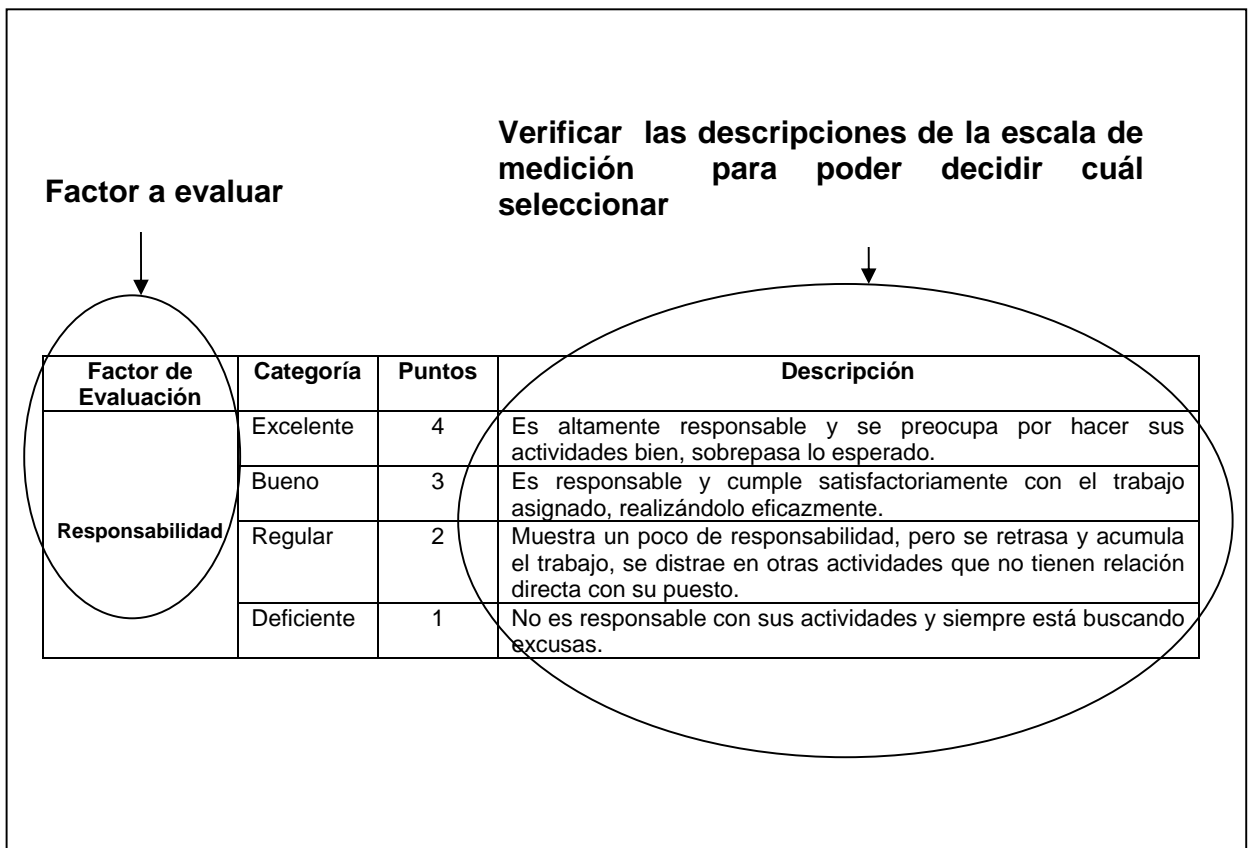 Verificar las descripciones de la escala de
medición para poder decidir cuál
seleccionar
Factor a evaluar
Factor de
Evaluación
Categoría
Puntos
Descripción
Responsabilidad
Excelente
4
Es altamente responsable y se preocupa por hacer sus
actividades bien, sobrepasa lo esperado.
Bueno
3
Es responsable y cumple satisfactoriamente con el trabajo
asignado, realizándolo eficazmente.
Regular
2
Muestra un poco de responsabilidad, pero se retrasa y acumula
el trabajo, se distrae en otras actividades que no tienen relación
directa con su puesto.
Deficiente
1
No es responsable con sus actividades y siempre está buscando
excusas.